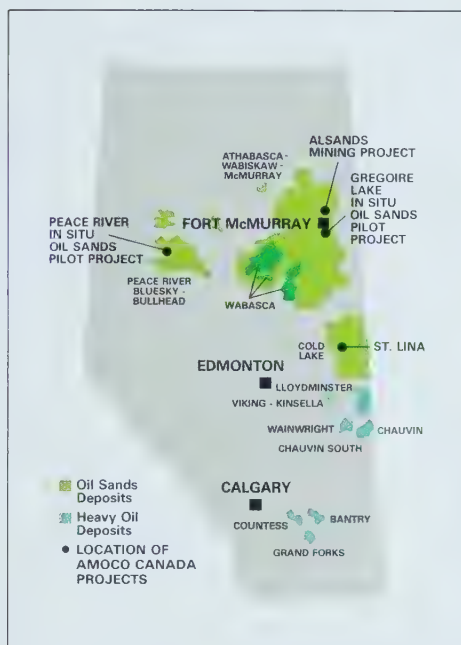 ALSANDS
MINING PROJECT
ATHABASCA-
WABISKAW-
McMURRAY
GREGOIRE
LAKE
IN SITU
OIL SANDS
PILOT
PROJECT
FORT McMURRAY
PEACE RIVER
IN SITU
OIL SANDS
PILOT PROJECT
PEACE RIVER
BLUESKY -
BULLHEAD
WABASCA
COLD
LAKE
ST. LINA
EDMONTON
LLOYDMINSTER
VIKING - KINSELLA
WAINWRIGHT
CHAUVIN
CHAUVIN SOUTH
Oil Sands
Deposits
Heavy Oil
Deposits
LOCATION OF
AMOCO CANADA
PROJECTS
CALGARY
COUNTESS
BANTRY
GRAND FORKS